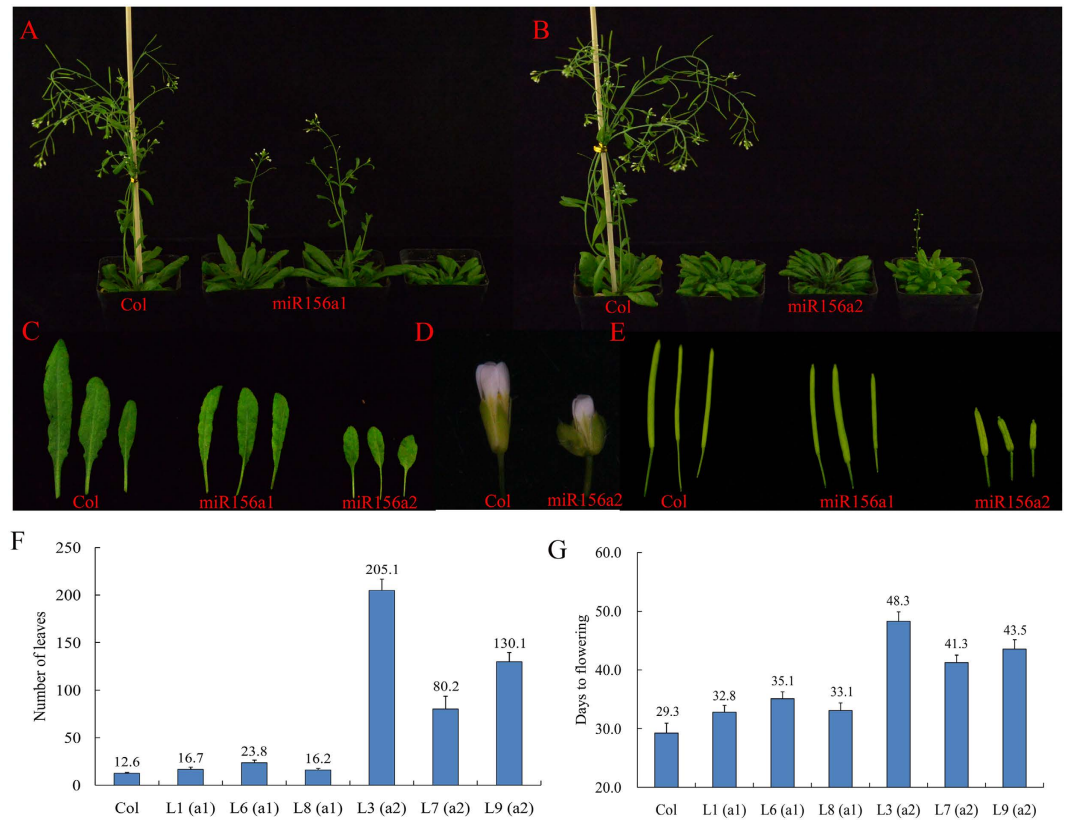 A
B
Col
miR156a1
Col
miR156a2
C
D
E
Col
miR156a1
miR156a2
Col
miR156a2
Col
miR156a1
miR156a2
F
Number of leaves
250
200
150
100
50
0
12.6
16.7
23.8
16.2
205.1
80.2
130.1
Col
L1 (a1)
L6 (a1)
L8 (a1)
L3 (a2)
L7 (a2)
L9 (a2)
G
Days to flowering
60.0
50.0
40.0
30.0
20.0
29.3
32.8
35.1
33.1
48.3
41.3
43.5
Col
L1 (a1)
L6 (a1)
L8 (a1)
L3 (a2)
L7 (a2)
L9 (a2)